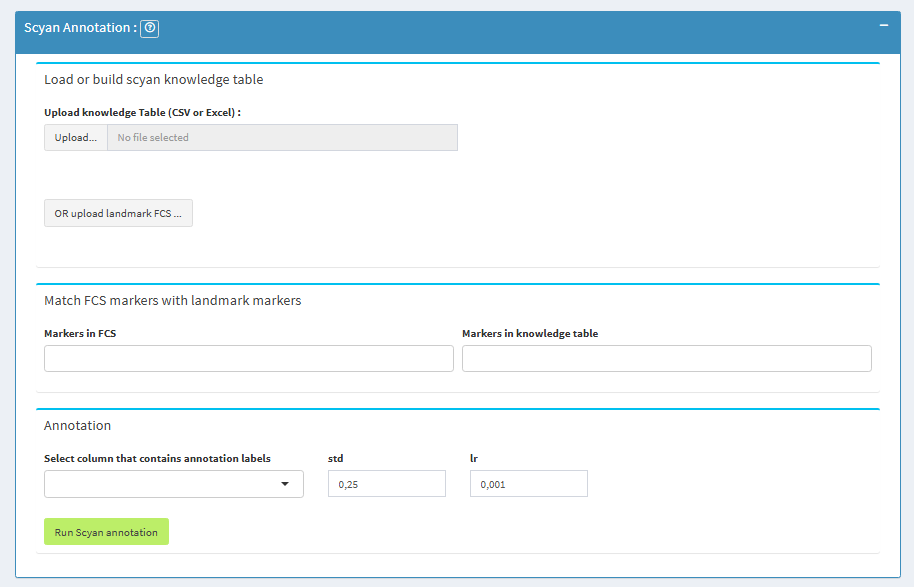 Scyan Annotation :
Load or build scyan knowledge table
Upload knowledge Table (CSV or Excel) :
Upload... No file selected
OR upload landmark FCS ...
Match FCS markers with landmark markers
Markers in FCS Markers in knowledge table
Annotation
Select column that contains annotation labels std lr
0,25 0,001
Run Scyan annotation